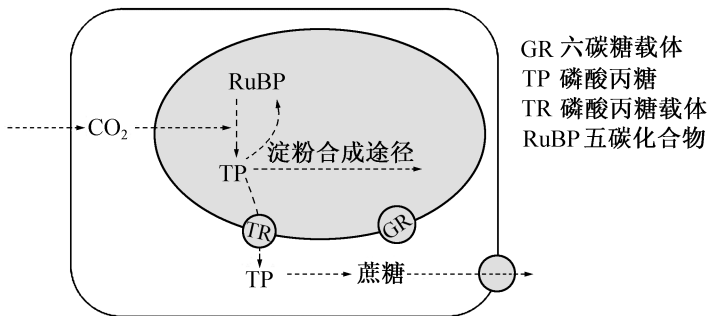 RuBP
CO₂
淀粉合成途径
TP
TR
GR
TP
蔗糖
GR 六碳糖载体
TP 磷酸丙糖
TR 磷酸丙糖载体
RuBP 五碳化合物